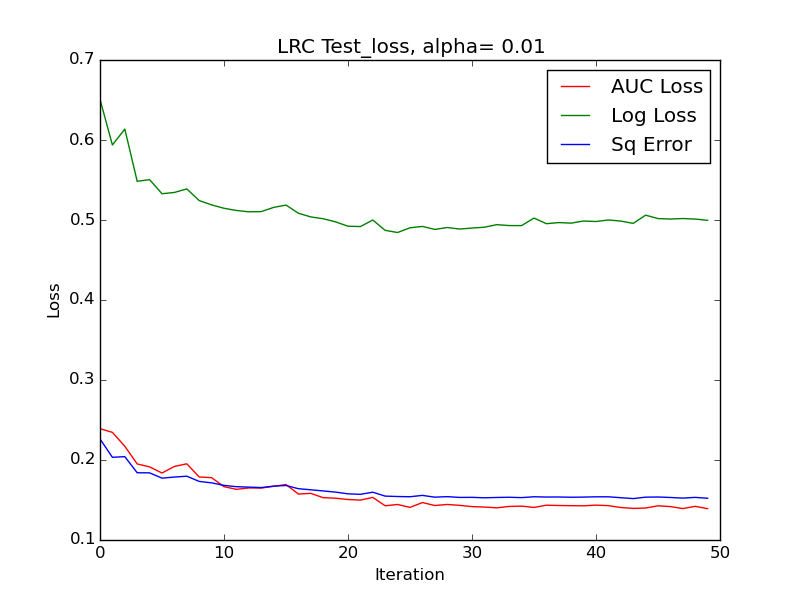 LRC Test_loss, alpha= 0.01
AUC Loss
Log Loss
Sq Error
0.7
0.6
0.5
0.4
0.3
0.2
0.1
Loss
0 10 20 30 40 50
Iteration